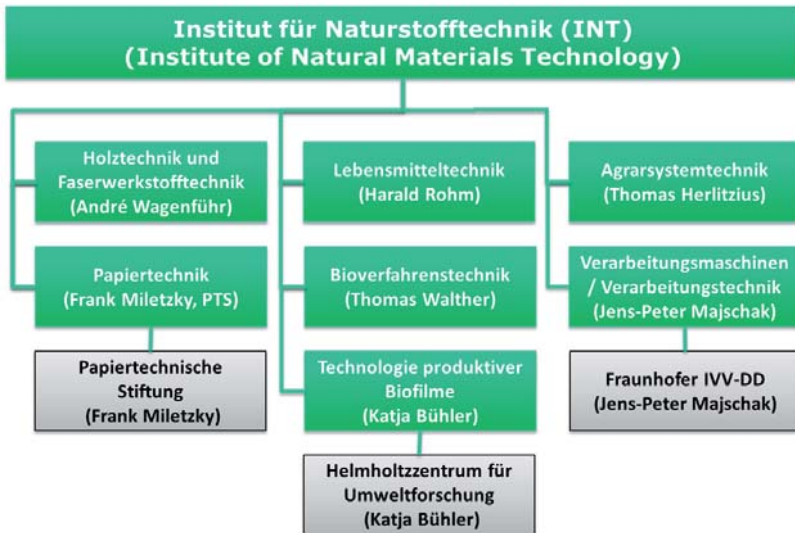 Institut für Naturstofftechnik (INT)
(Institute of Natural Materials Technology)
Holztechnik und
Faserwerkstofftechnik
(André Wagenführ)
Lebensmitteltechnik
(Harald Rohm)
Agrarsystemtechnik
(Thomas Herlitzius)
Papiertechnik
(Frank Miletzky, PTS)
Bioverfahrenstechnik
(Thomas Walther)
Verarbeitungsmaschinen
/ Verarbeitungstechnik
(Jens-Peter Majschak)
Papiertechnische
Stiftung
(Frank Miletzky)
Technologie produktiver
Biofilme
(Katja Bühler)
Fraunhofer IVV-DD
(Jens-Peter Majschak)
Helmholtzzentrum für
Umweltforschung
(Katja Bühler)